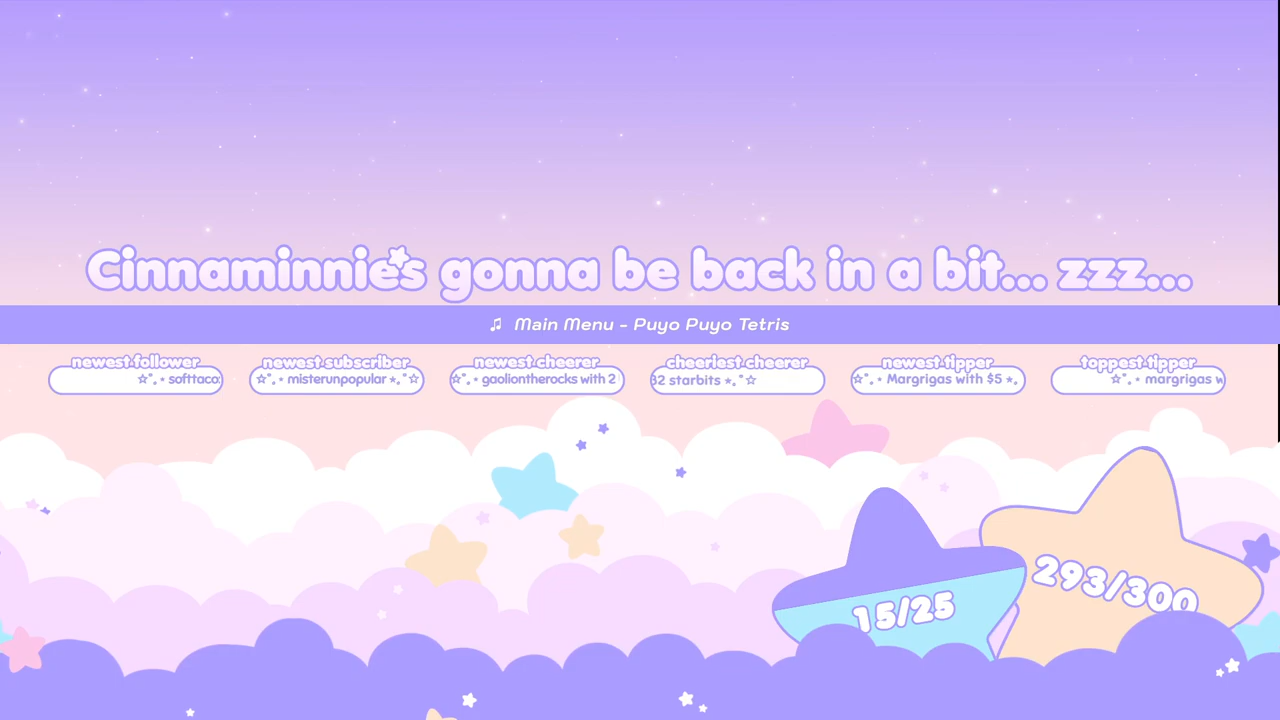 Cinnaminnie's gonna be back in a bit... zzz...
♫ Main Menu - Puyo Puyo Tetris
newest follower
newest subscriber
newest cheerer
cheeriest cheerer
newest tipper
toppest tipper
☆*。⋆ softtaco
☆*。⋆ misterunpopular ⋆。*☆
☆*。⋆ gaoliontherocks with 2
32 starbits ⋆。*☆
☆*。⋆ Margrigas with $5 ⋆。
☆*。⋆ margrigas w
293/300
15/25